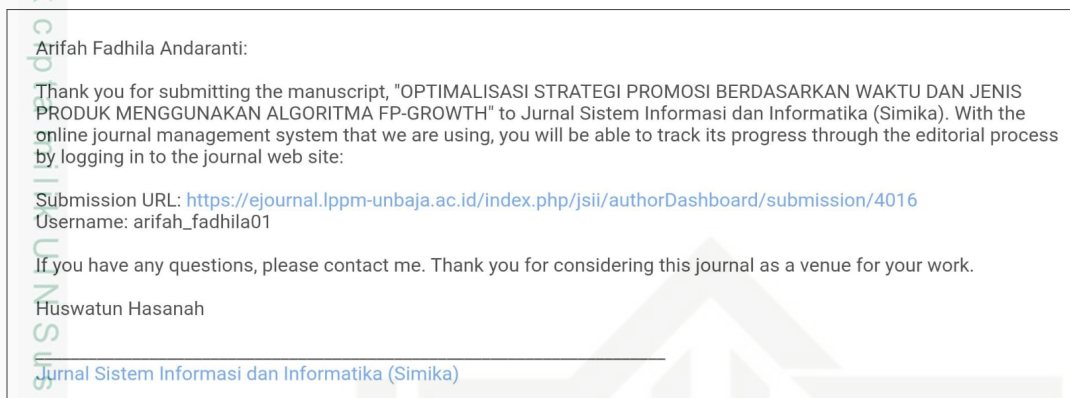 Arifah Fadhila Andaranti:
Thank you for submitting the manuscript, "OPTIMALISASI STRATEGI PROMOSI BERDASARKAN WAKTU DAN JENIS
PRODUK MENGGUNAKAN ALGORITMA FP-GROWTH" to Jurnal Sistem Informasi dan Informatika (Simika). With the
online journal management system that we are using, you will be able to track its progress through the editorial process
by logging in to the journal web site:
Submission URL: https://ejournal.lppm-unbaja.ac.id/index.php/jsii/authorDashboard/submission/4016
Username: arifah_fadhila01
If you have any questions, please contact me. Thank you for considering this journal as a venue for your work.
Huswatun Hasanah
Jurnal Sistem Informasi dan Informatika (Simika)
cipta milik UIN Sus